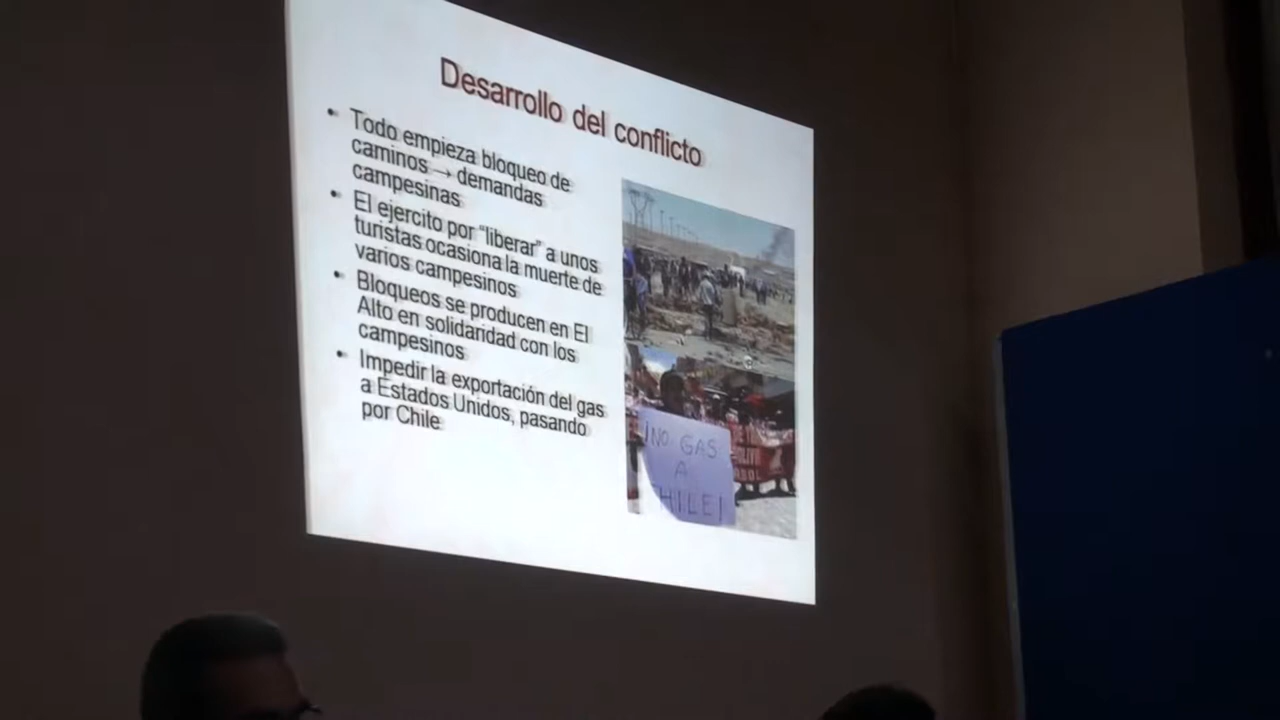 Desarrollo del conflicto
• Todo empieza bloqueo de
caminos → demandas
campesinas
• El ejercito por “liberar” a unos
turistas ocasiona la muerte de
varios campesinos
• Bloqueos se producen en El
Alto en solidaridad con los
campesinos
• Impedir la exportación del gas
a Estados Unidos, pasando
por Chile
¡NO GAS
A
CHILE!